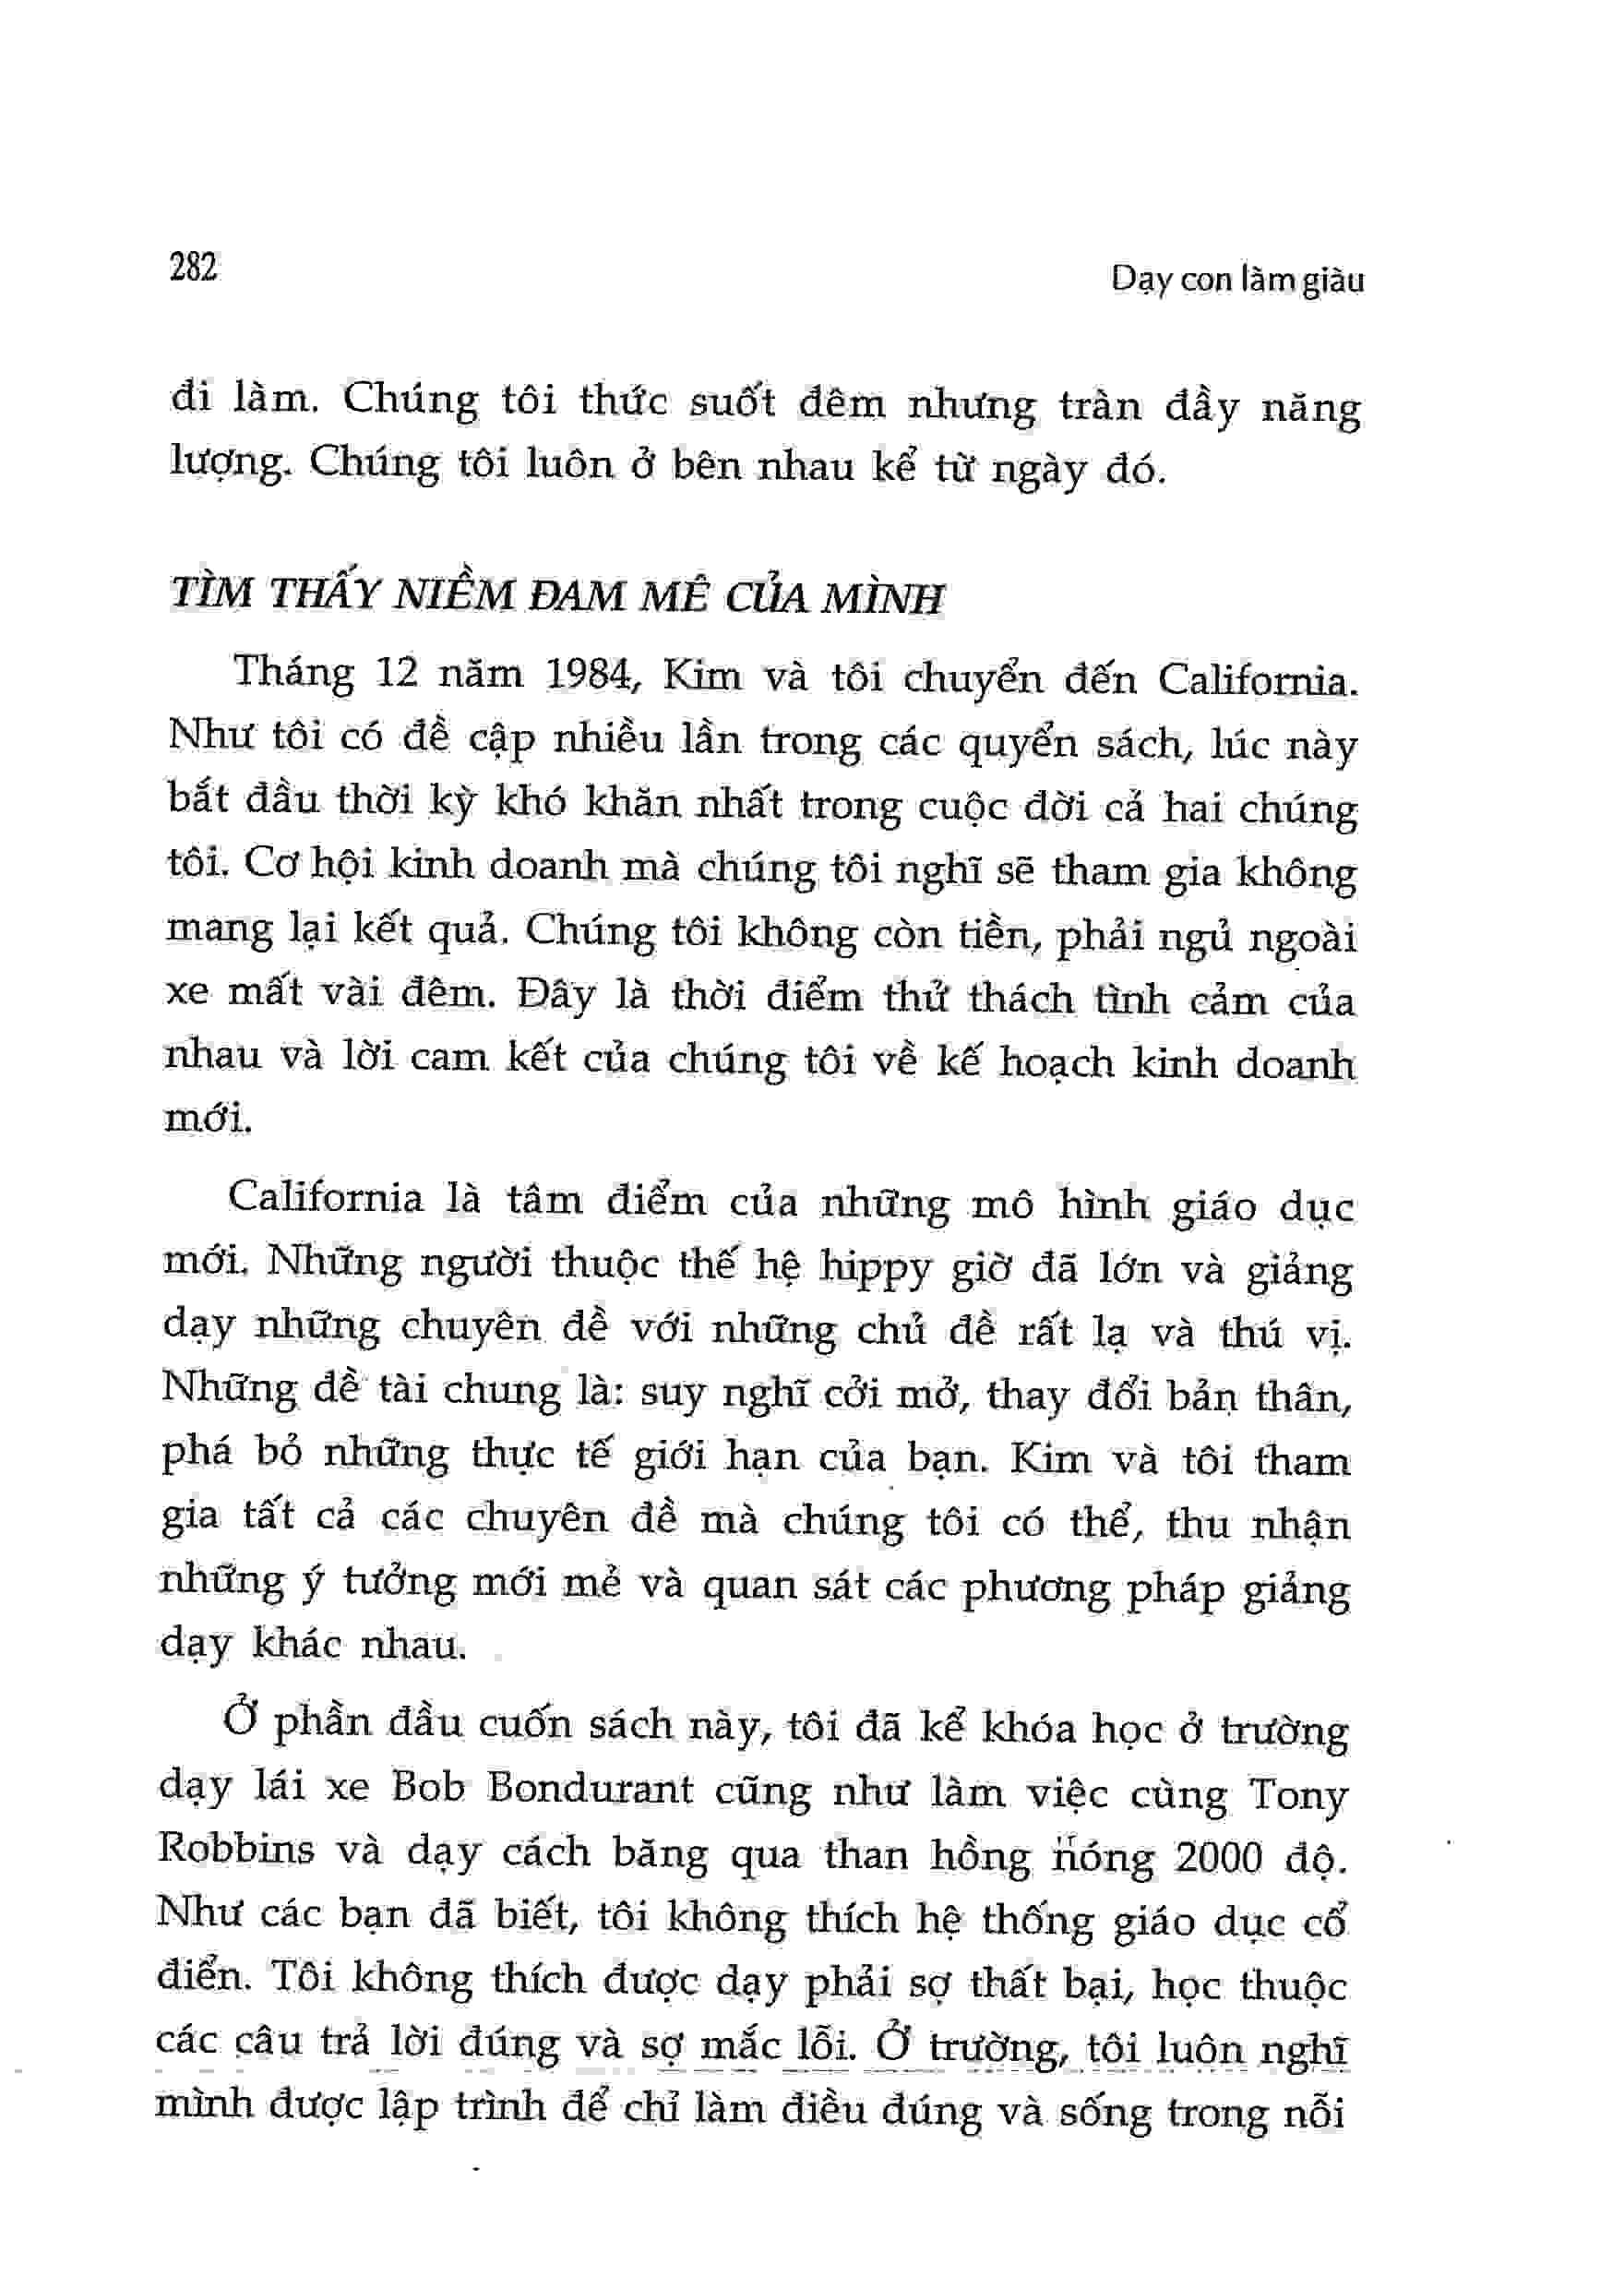 282
Dạy con làm giàu
đi làm. Chúng tôi thức suốt đêm nhưng tràn đầy năng
lượng. Chúng tôi luôn ở bên nhau kể từ ngày đó.
TÌM THẤY NIỀM ĐAM MÊ CỦA MÌNH
Tháng 12 năm 1984, Kim và tôi chuyển đến California.
Như tôi có đề cập nhiều lần trong các quyển sách, lúc này
bắt đầu thời kỳ khó khăn nhất trong cuộc đời cả hai chúng
tôi. Cơ hội kinh doanh mà chúng tôi nghĩ sẽ tham gia không
mang lại kết quả. Chúng tôi không còn tiền, phải ngủ ngoài
xe mất vài đêm. Đây là thời điểm thử thách tình cảm của
nhau và lời cam kết của chúng tôi về kế hoạch kinh doanh
mới.
California là tâm điểm của những mô hình giáo dục
mới. Những người thuộc thế hệ hippy giờ đã lớn và giảng
dạy những chuyên đề với những chủ đề rất lạ và thú vị.
Những đề tài chung là: suy nghĩ cởi mở, thay đổi bản thân,
phá bỏ những thực tế giới hạn của bạn. Kim và tôi tham
gia tất cả các chuyên đề mà chúng tôi có thể, thu nhận
những ý tưởng mới mẻ và quan sát các phương pháp giảng
dạy khác nhau.
Ở phần đầu cuốn sách này, tôi đã kể khóa học ở trường
dạy lái xe Bob Bondurant cũng như làm việc cùng Tony
Robbins và dạy cách băng qua than hồng nóng 2000 độ.
Như các bạn đã biết, tôi không thích hệ thống giáo dục cổ
điển. Tôi không thích được dạy phải sợ thất bại, học thuộc
các câu trả lời đúng và sợ mắc lỗi. Ở trường, tôi luôn nghĩ
mình được lập trình để chỉ làm điều đúng và sống trong nỗi